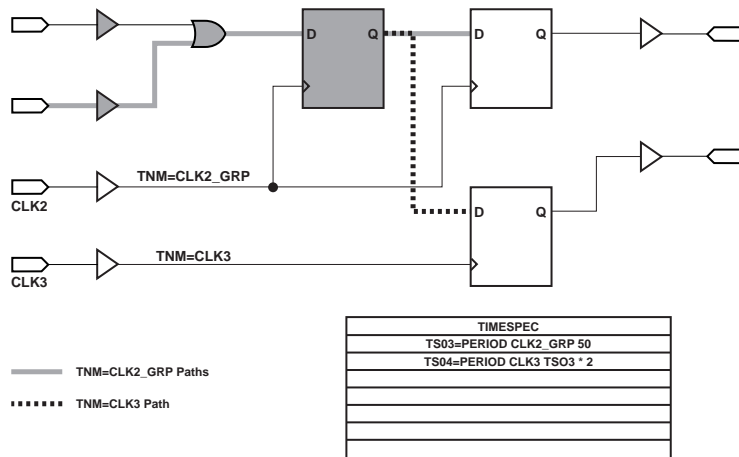 D Q
D Q
TNM=CLK2_GRP
CLK2
D Q
TNM=CLK3
CLK3
TIMESPEC
TS03=PERIOD CLK2_GRP 50
TS04=PERIOD CLK3 TSO3 * 2
TNM=CLK2_GRP Paths
TNM=CLK3 Path